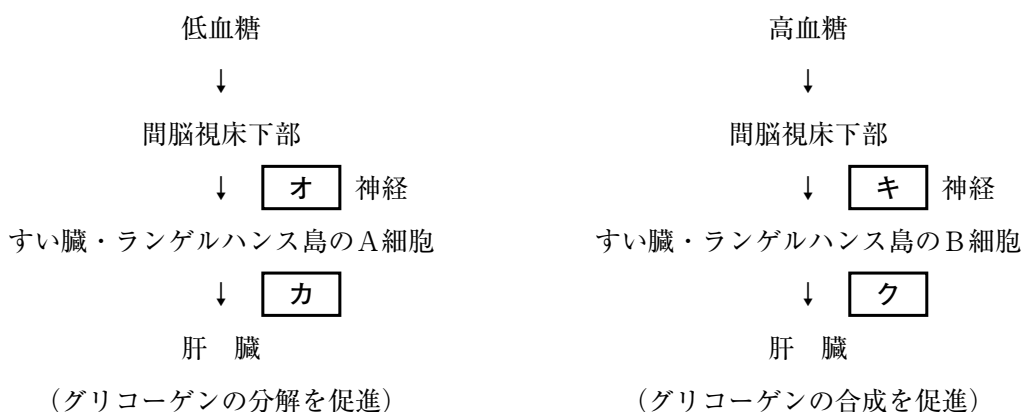 低血糖
↓
間脳視床下部
↓ オ 神経
すい臓・ランゲルハンス島のA細胞
↓ カ
肝 臓
(グリコーゲンの分解を促進)
高血糖
↓
間脳視床下部
↓ キ 神経
すい臓・ランゲルハンス島のB細胞
↓ ク
肝 臓
(グリコーゲンの合成を促進)